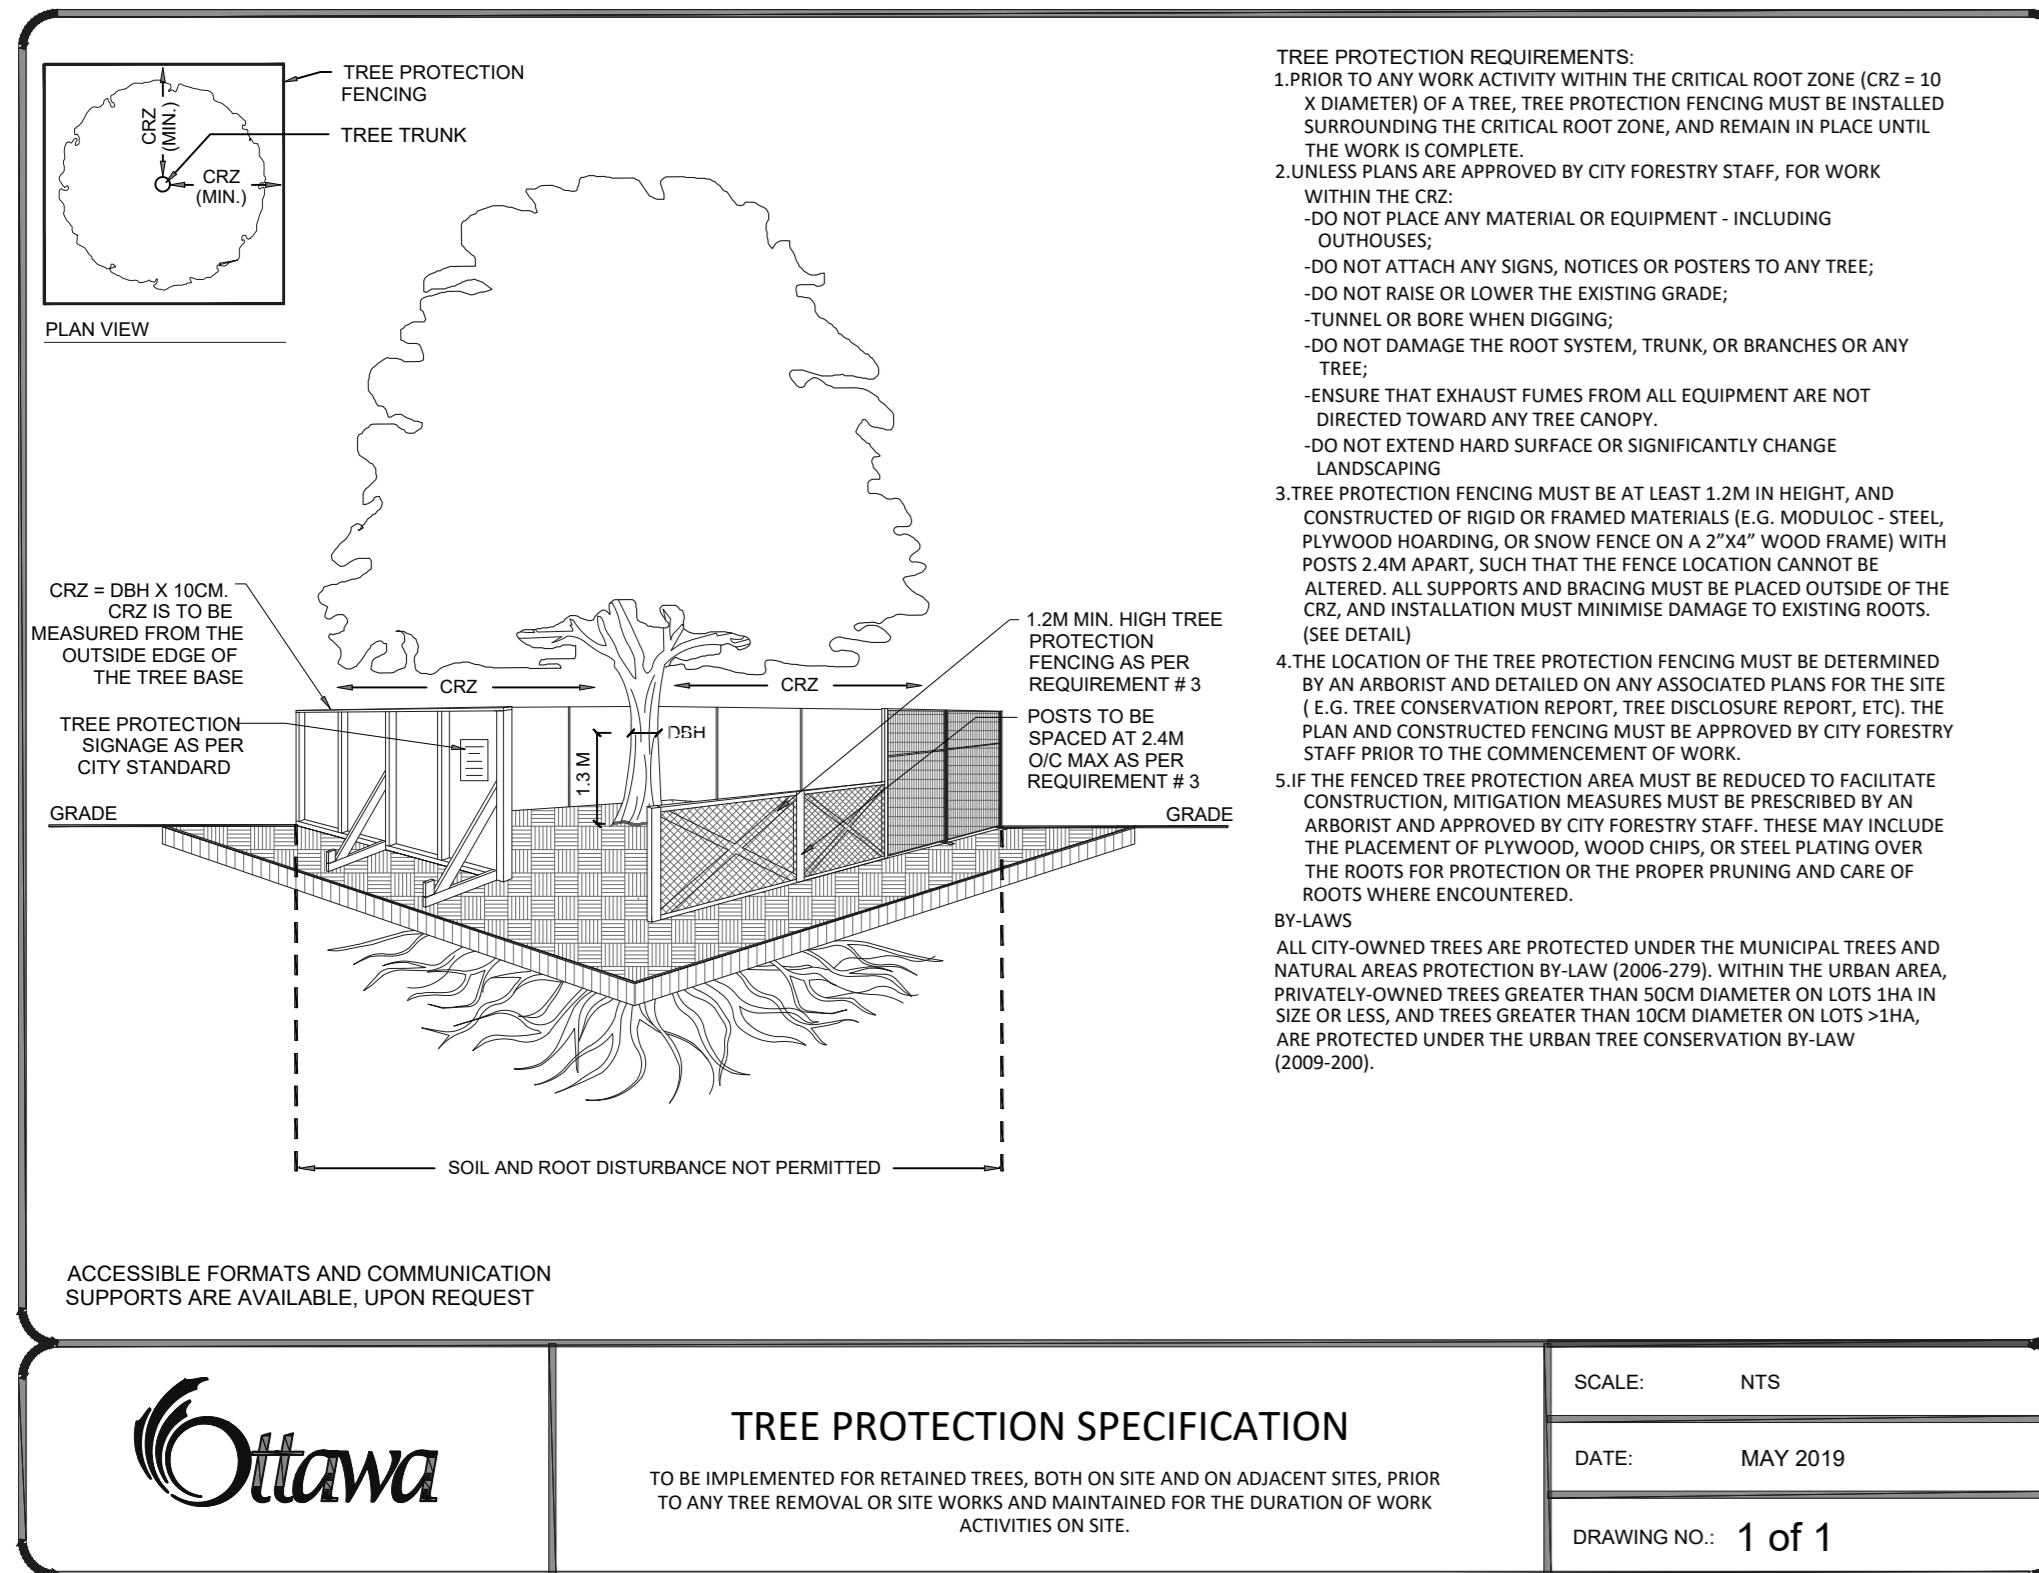 TREE PROTECTION
FENCING
TREE TRUNK
CRZ
(MIN.)
CRZ
(MIN.)
PLAN VIEW
CRZ = DBH X 10CM.
CRZ IS TO BE
MEASURED FROM THE
OUTSIDE EDGE OF
THE TREE BASE
TREE PROTECTION
SIGNAGE AS PER
CITY STANDARD
GRADE
CRZ
CRZ
DBH
1.3 M
1.2M MIN. HIGH TREE
PROTECTION
FENCING AS PER
REQUIREMENT # 3
POSTS TO BE
SPACED AT 2.4M
O/C MAX AS PER
REQUIREMENT # 3
GRADE
SOIL AND ROOT DISTURBANCE NOT PERMITTED
ACCESSIBLE FORMATS AND COMMUNICATION
SUPPORTS ARE AVAILABLE, UPON REQUEST
TREE PROTECTION REQUIREMENTS:
1.PRIOR TO ANY WORK ACTIVITY WITHIN THE CRITICAL ROOT ZONE (CRZ = 10
X DIAMETER) OF A TREE, TREE PROTECTION FENCING MUST BE INSTALLED
SURROUNDING THE CRITICAL ROOT ZONE, AND REMAIN IN PLACE UNTIL
THE WORK IS COMPLETE.
2.UNLESS PLANS ARE APPROVED BY CITY FORESTRY STAFF, FOR WORK
WITHIN THE CRZ:
-DO NOT PLACE ANY MATERIAL OR EQUIPMENT - INCLUDING
OUTHOUSES;
-DO NOT ATTACH ANY SIGNS, NOTICES OR POSTERS TO ANY TREE;
-DO NOT RAISE OR LOWER THE EXISTING GRADE;
-TUNNEL OR BORE WHEN DIGGING;
-DO NOT DAMAGE THE ROOT SYSTEM, TRUNK, OR BRANCHES OR ANY
TREE;
-ENSURE THAT EXHAUST FUMES FROM ALL EQUIPMENT ARE NOT
DIRECTED TOWARD ANY TREE CANOPY.
-DO NOT EXTEND HARD SURFACE OR SIGNIFICANTLY CHANGE
LANDSCAPING
3.TREE PROTECTION FENCING MUST BE AT LEAST 1.2M IN HEIGHT, AND
CONSTRUCTED OF RIGID OR FRAMED MATERIALS (E.G. MODULOC - STEEL,
PLYWOOD HOARDING, OR SNOW FENCE ON A 2”X4” WOOD FRAME) WITH
POSTS 2.4M APART, SUCH THAT THE FENCE LOCATION CANNOT BE
ALTERED. ALL SUPPORTS AND BRACING MUST BE PLACED OUTSIDE OF THE
CRZ, AND INSTALLATION MUST MINIMISE DAMAGE TO EXISTING ROOTS.
(SEE DETAIL)
4.THE LOCATION OF THE TREE PROTECTION FENCING MUST BE DETERMINED
BY AN ARBORIST AND DETAILED ON ANY ASSOCIATED PLANS FOR THE SITE
( E.G. TREE CONSERVATION REPORT, TREE DISCLOSURE REPORT, ETC). THE
PLAN AND CONSTRUCTED FENCING MUST BE APPROVED BY CITY FORESTRY
STAFF PRIOR TO THE COMMENCEMENT OF WORK.
5.IF THE FENCED TREE PROTECTION AREA MUST BE REDUCED TO FACILITATE
CONSTRUCTION, MITIGATION MEASURES MUST BE PRESCRIBED BY AN
ARBORIST AND APPROVED BY CITY FORESTRY STAFF. THESE MAY INCLUDE
THE PLACEMENT OF PLYWOOD, WOOD CHIPS, OR STEEL PLATING OVER
THE ROOTS FOR PROTECTION OR THE PROPER PRUNING AND CARE OF
ROOTS WHERE ENCOUNTERED.
BY-LAWS
ALL CITY-OWNED TREES ARE PROTECTED UNDER THE MUNICIPAL TREES AND
NATURAL AREAS PROTECTION BY-LAW (2006-279). WITHIN THE URBAN AREA,
PRIVATELY-OWNED TREES GREATER THAN 50CM DIAMETER ON LOTS 1HA IN
SIZE OR LESS, AND TREES GREATER THAN 10CM DIAMETER ON LOTS >1HA,
ARE PROTECTED UNDER THE URBAN TREE CONSERVATION BY-LAW
(2009-200).
Ottawa
TREE PROTECTION SPECIFICATION
TO BE IMPLEMENTED FOR RETAINED TREES, BOTH ON SITE AND ON ADJACENT SITES, PRIOR
TO ANY TREE REMOVAL OR SITE WORKS AND MAINTAINED FOR THE DURATION OF WORK
ACTIVITIES ON SITE.
SCALE: NTS
DATE: MAY 2019
DRAWING NO.: 1 of 1